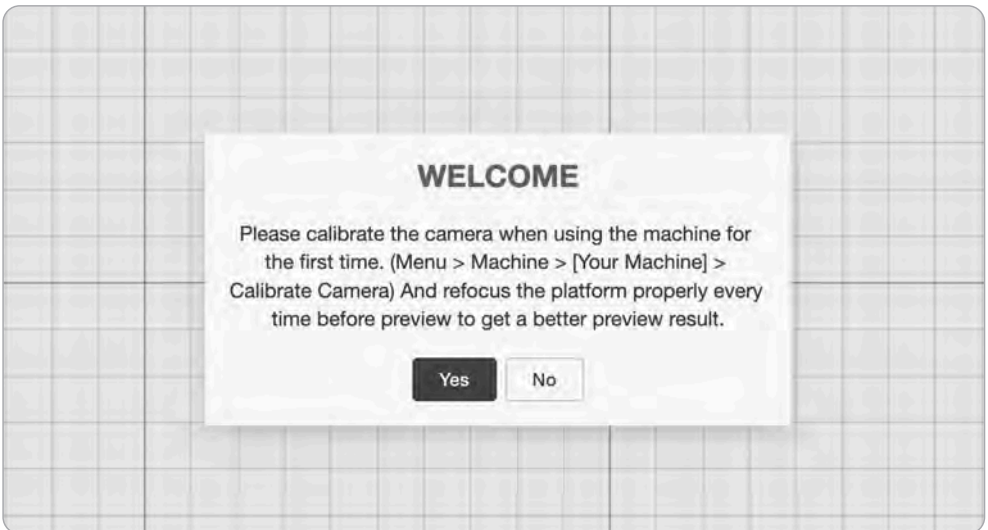 WELCOME
Please calibrate the camera when using the machine for
the first time. (Menu > Machine > [Your Machine] >
Calibrate Camera) And refocus the platform properly every
time before preview to get a better preview result.
Yes
No